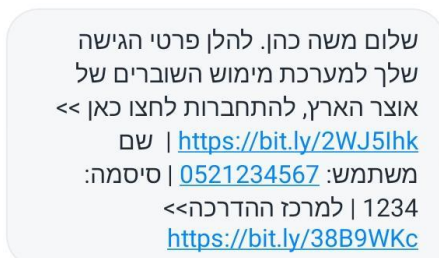 שלום משה כהן. להלן פרטי הגישה
שלך למערכת מימוש השוברים של
אוצר הארץ, להתחברות לחצו כאן >>
https://bit.ly/2WJ5Ihk | שם
משתמש: 0521234567 | סיסמה:
1234 | למרכז ההדרכה>>
https://bit.ly/38B9WKc